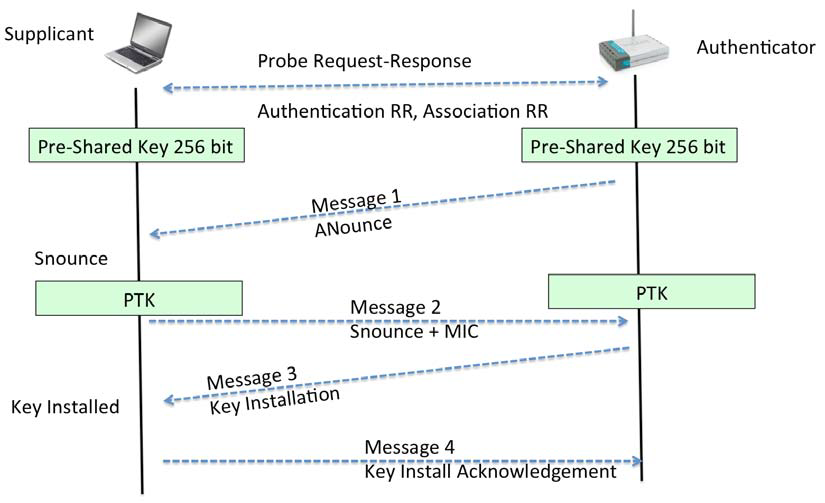 Supplicant
Authenticator
Probe Request-Response
Authentication RR, Association RR
Pre-Shared Key 256 bit
Pre-Shared Key 256 bit
Message 1
ANounce
Snounce
PTK
PTK
Message 2
Snounce + MIC
Message 3
Key Installation
Key Installed
Message 4
Key Install Acknowledgement